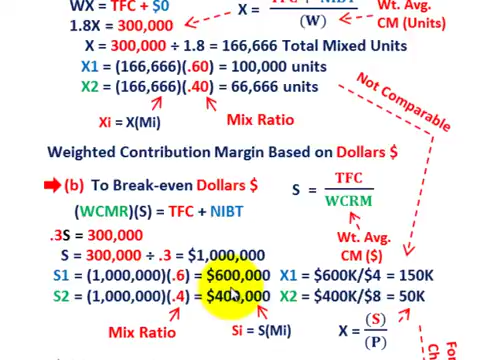 WX = TFC + $0
X = TFC + NIBT
(W)
Wt. Avg.
CM (Units)
1.8X = 300,000
X = 300,000 ÷ 1.8 = 166,666 Total Mixed Units
X1 = (166,666)(.60) = 100,000 units
X2 = (166,666)(.40) = 66,666 units
Not Comparable
Xi = X(Mi)
Mix Ratio
Weighted Contribution Margin Based on Dollars $
(b) To Break-even Dollars $
S = TFC
WCRM
(WCMR)(S) = TFC + NIBT
.3S = 300,000
Wt. Avg.
CM ($)
S = 300,000 ÷ .3 = $1,000,000
S1 = (1,000,000)(.6) = $600,000 X1 = $600K/$4 = 150K
S2 = (1,000,000)(.4) = $400,000 X2 = $400K/$8 = 50K
Mix Ratio
Si = S(Mi)
X = (S)
(P)